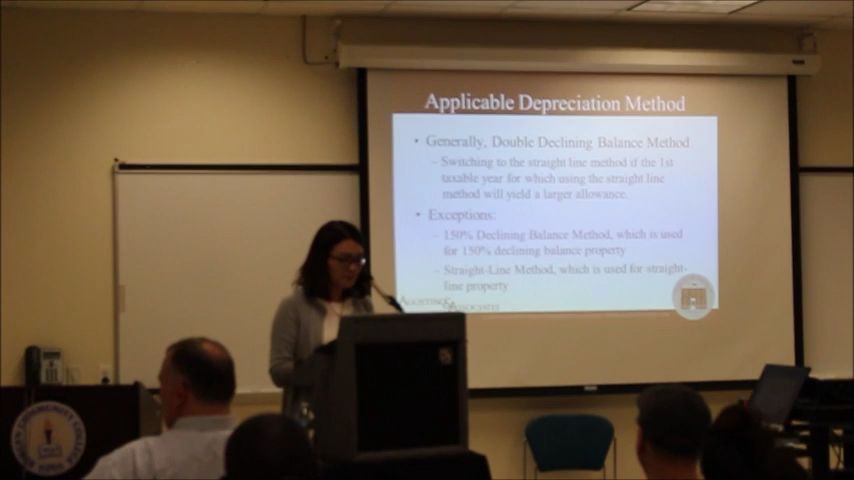 Applicable Depreciation Method
• Generally, Double Declining Balance Method
– Switching to the straight line method if the 1st
taxable year for which using the straight line
method will yield a larger allowance.
• Exceptions:
– 150% Declining Balance Method, which is used
for 150% declining balance property
– Straight-Line Method, which is used for straight-
line property
COMMUNITY COLLEGE